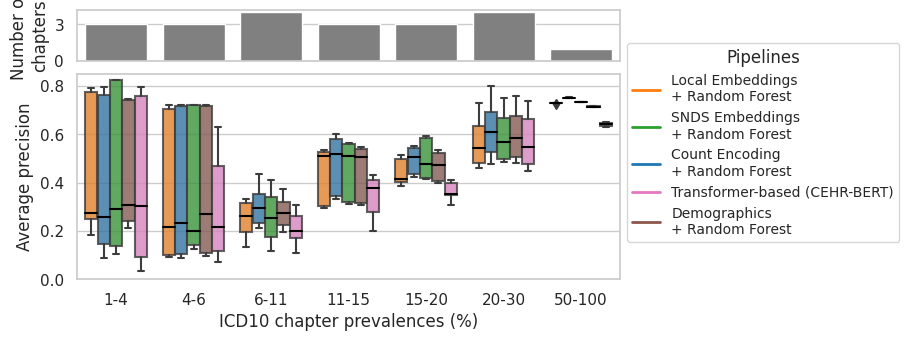 Number of
chapters
3
0
0.8
0.6
0.4
0.2
0.0
Average precision
1-4
4-6
6-11
11-15
15-20
20-30
50-100
ICD10 chapter prevalences (%)
Pipelines
Local Embeddings
+ Random Forest
SNDS Embeddings
+ Random Forest
Count Encoding
+ Random Forest
Transformer-based (CEHR-BERT)
Demographics
+ Random Forest